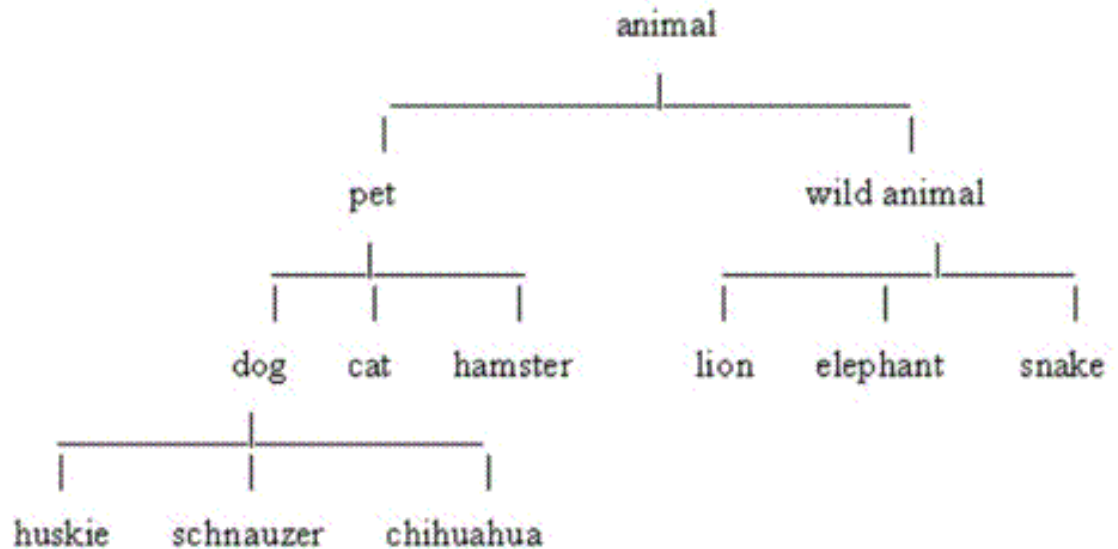 animal
pet wild animal
dog cat hamster lion elephant snake
huskie schnauzer chihuahua